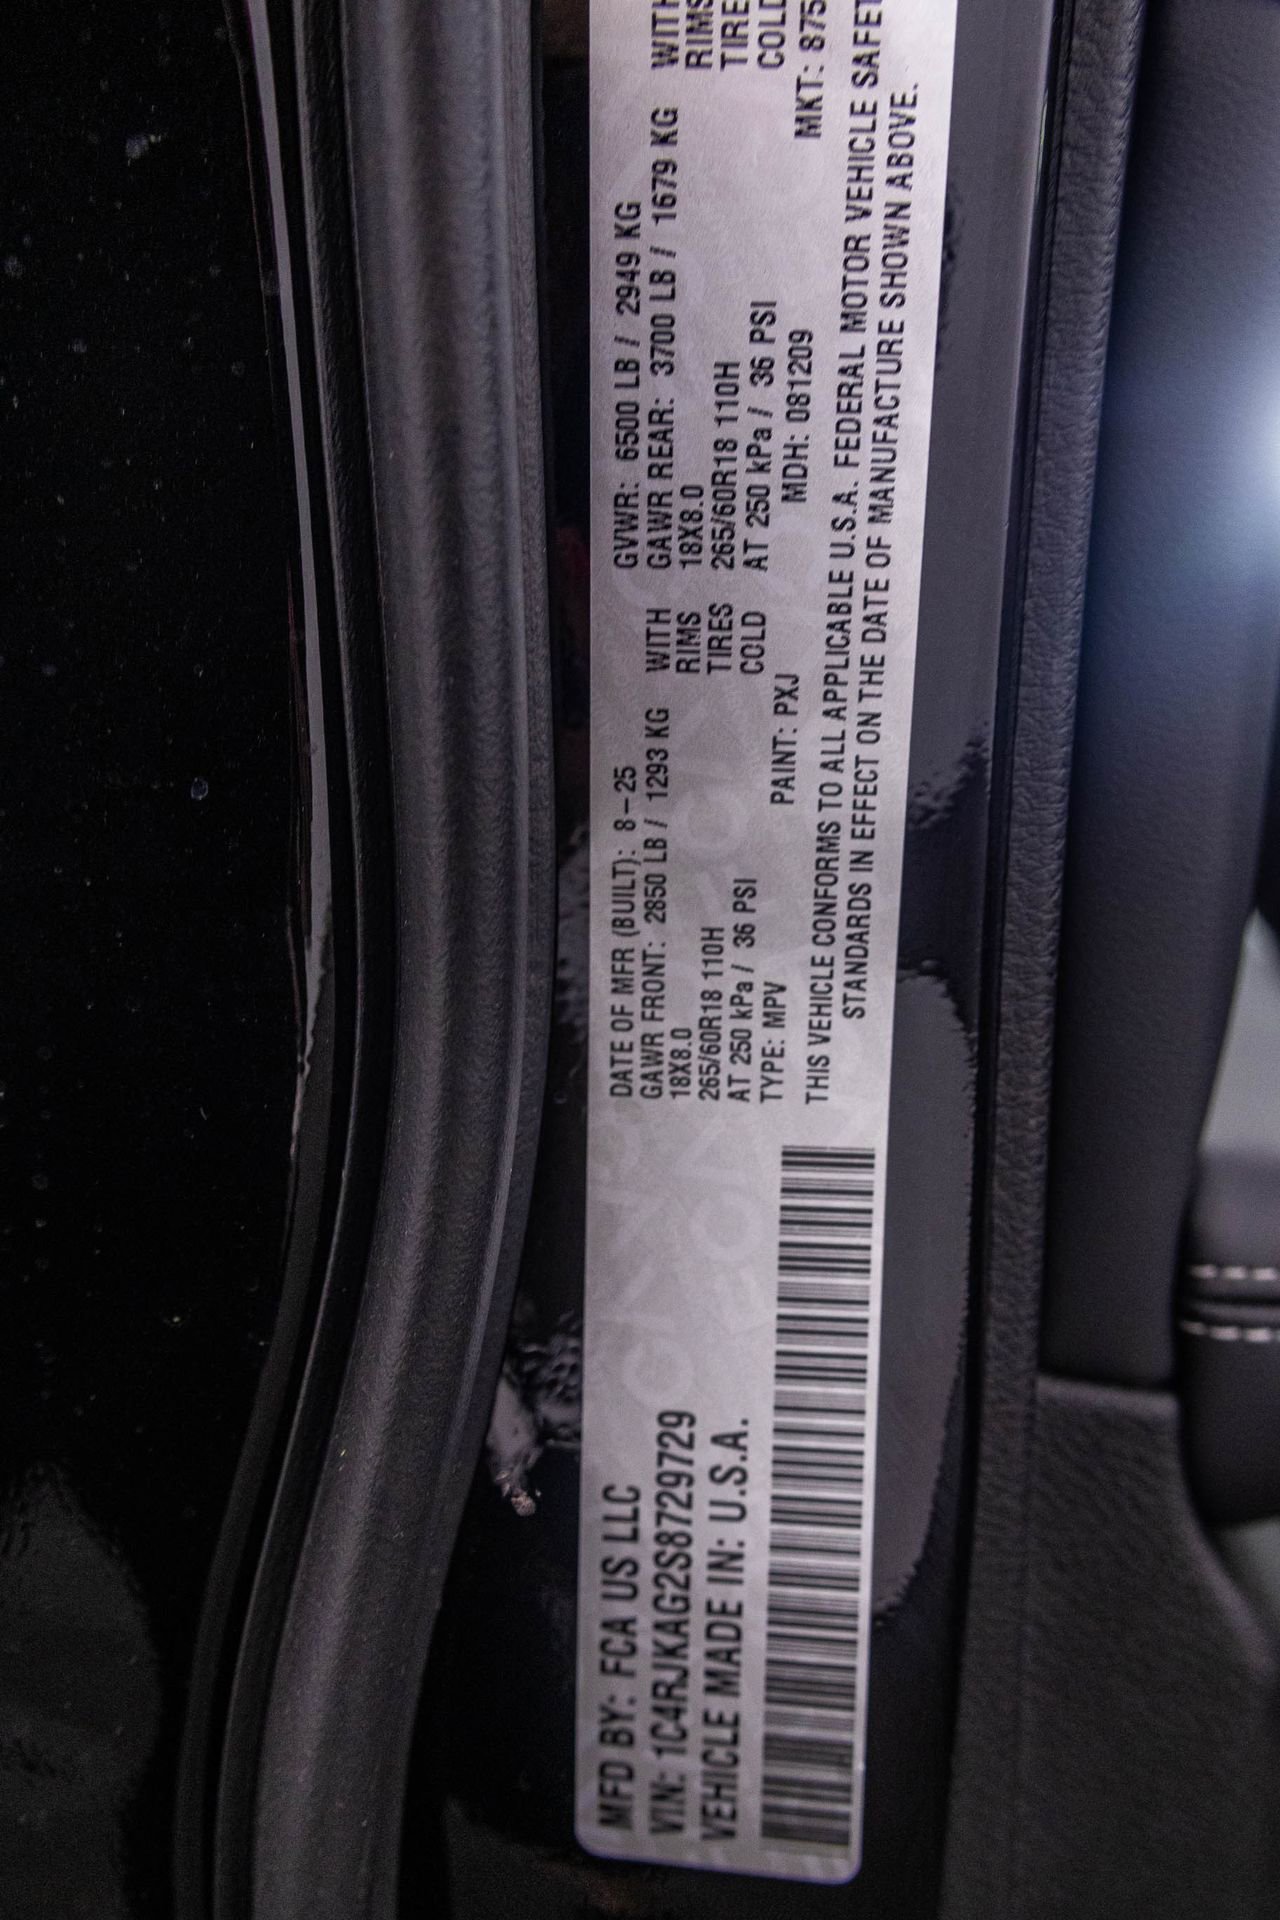 MFD BY: FCA US LLC
VIN: 1C4RJKAG2S8729729
VEHICLE MADE IN: U.S.A.
DATE OF MFR (BUILT): 8-25 GVWR: 6500 LB / 2949 KG
GAWR FRONT: 2850 LB / 1293 KG WITH GAWR REAR: 3700 LB / 1679 KG WITH
18X8.0 RIMS 18X8.0 RIMS
265/60R18 110H TIRES 265/60R18 110H TIRE
AT 250 kPa / 36 PSI COLD AT 250 kPa / 36 PSI COLD
TYPE: MPV PAINT: PXJ MDH: 081209 MKT: 875
THIS VEHICLE CONFORMS TO ALL APPLICABLE U.S.A. FEDERAL MOTOR VEHICLE SAFET
STANDARDS IN EFFECT ON THE DATE OF MANUFACTURE SHOWN ABOVE.